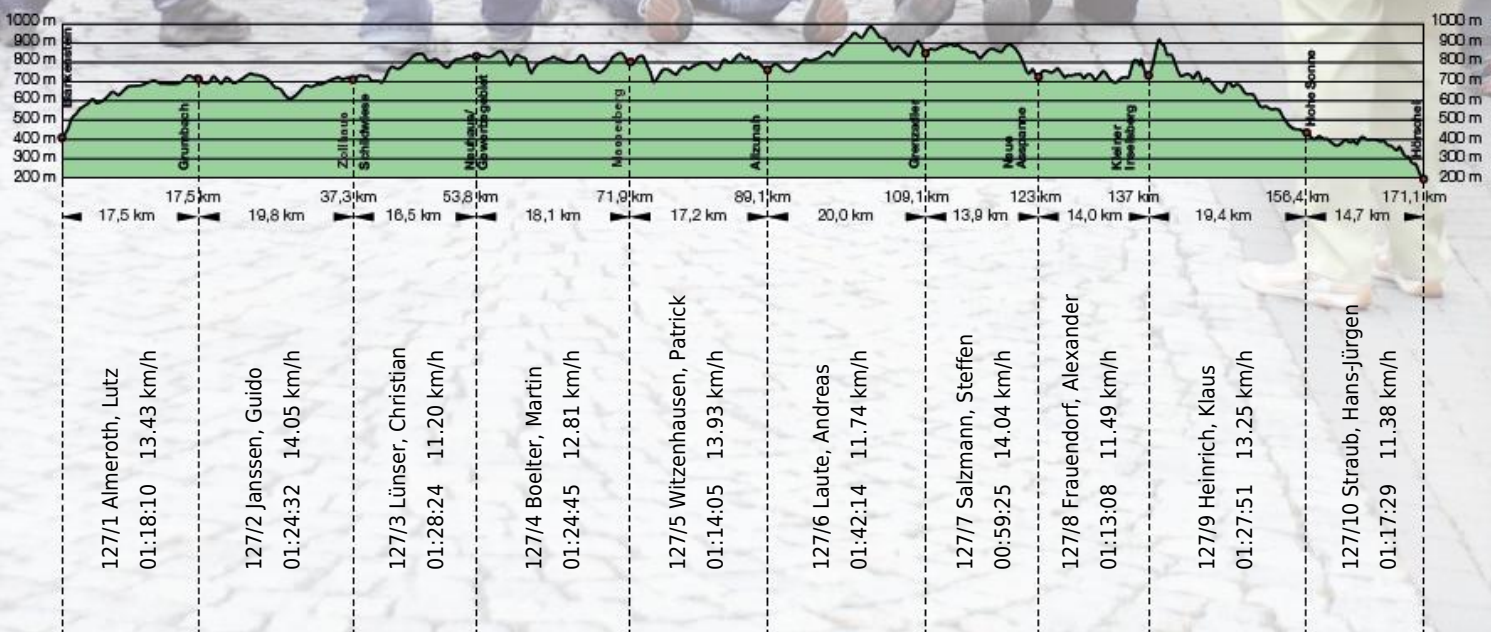 1000 m
900 m
800 m
700 m
600 m
500 m
400 m
300 m
200 m
1000 m
900 m
800 m
700 m
600 m
500 m
400 m
300 m
200 m
Blankenstein
Grumbach
Zollhaus
Schildwiese
Neuhaus/
Masserberg
Allzunah
Grenzadler
Neue
Ausspanne
Kleiner
Inselsberg
Hohe Sonne
Hörschel
17,5 km
37,3 km
53,8 km
71,9 km
89,1 km
109,1 km
123 km
137 km
156,4 km
171,1 km
17,5 km
19,8 km
16,5 km
18,1 km
17,2 km
20,0 km
13,9 km
14,0 km
19,4 km
14,7 km
127/1 Almeroth, Lutz
01:18:10 13.43 km/h
127/2 Janssen, Guido
01:24:32 14.05 km/h
127/3 Lünser, Christian
01:28:24 11.20 km/h
127/4 Boelter, Martin
01:24:45 12.81 km/h
127/5 Witzenhausen, Patrick
01:14:05 13.93 km/h
127/6 Laute, Andreas
01:42:14 11.74 km/h
127/7 Salzmann, Steffen
00:59:25 14.04 km/h
127/8 Frauendorf, Alexander
01:13:08 11.49 km/h
127/9 Heinrich, Klaus
01:27:51 13.25 km/h
127/10 Straub, Hans-Jürgen
01:17:29 11.38 km/h